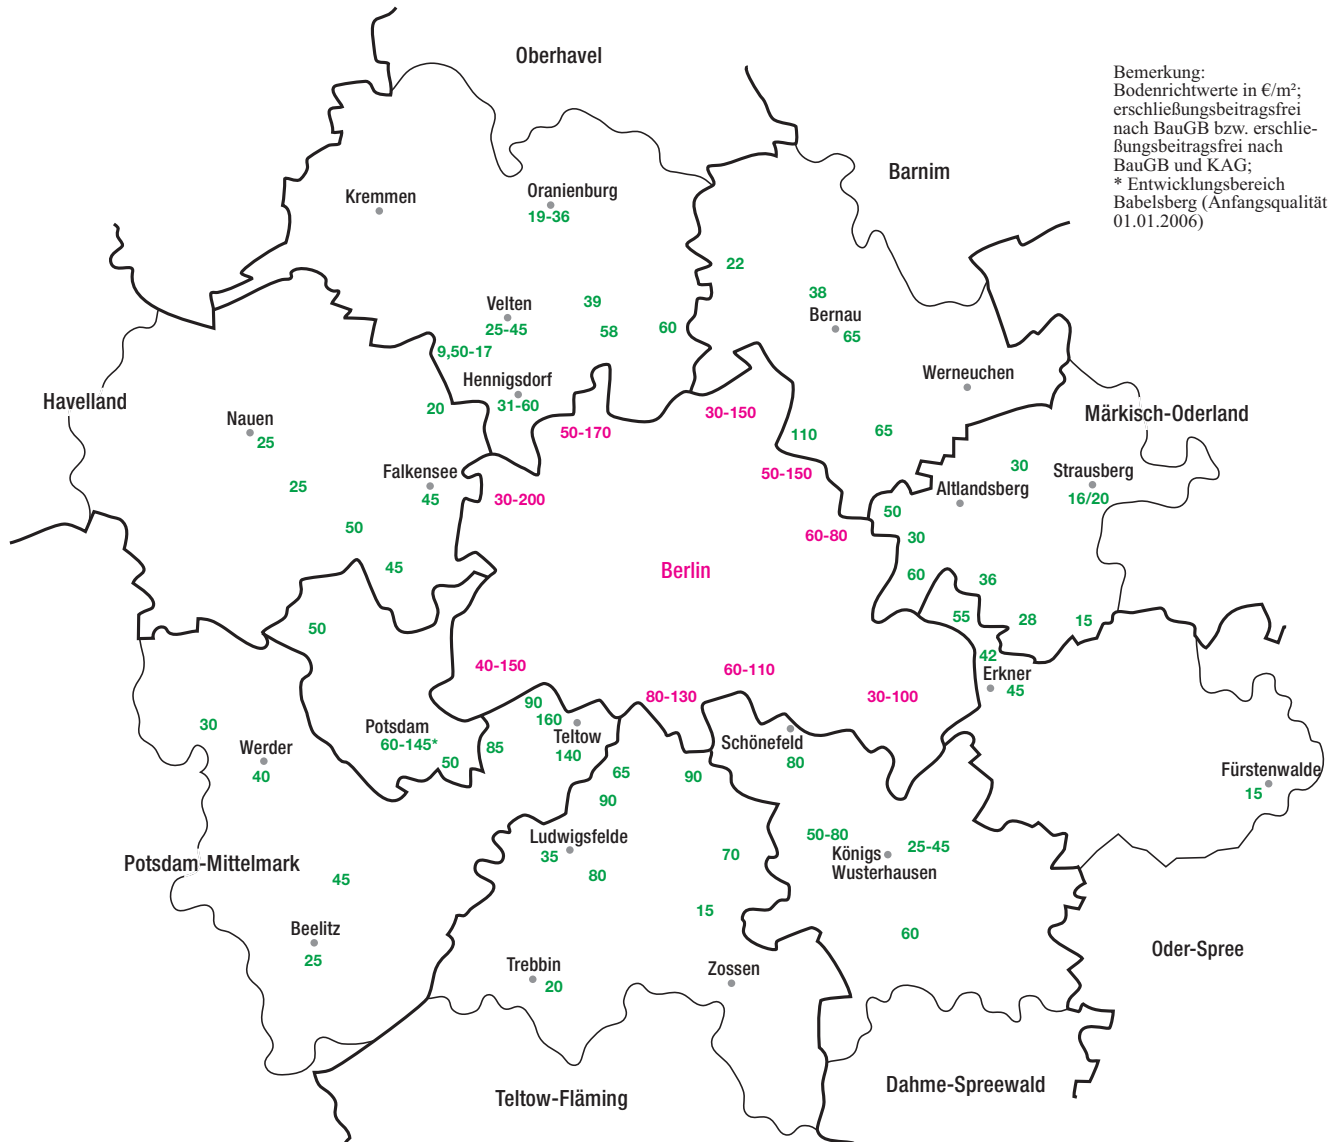 Oberhavel
Bemerkung:
Bodenrichtwerte in €/m²;
erschließungsbeitragsfrei
nach BauGB bzw. erschlie-
ßungsbeitragsfrei nach
BauGB und KAG;
* Entwicklungsbereich
Babelsberg (Anfangsqualität
01.01.2006)
Barnim
Kremmen
Oranienburg
19-36
22
38
Velten
25-45
39
58
60
Bernau
65
9,50-17
Hennigsdorf
31-60
Werneuchen
Havelland
Nauen
25
20
50-170
30-150
Märkisch-Oderland
110
65
Falkensee
45
25
30-200
50-150
30
Strausberg
16/20
Altlandsberg
50
50
60-80
30
45
Berlin
60
36
50
55
28
15
40-150
60-110
42
Erkner
45
80-130
30-100
30
Werder
40
Potsdam
60-145*
50
85
90
160
Teltow
140
Schönefeld
80
65
90
90
Fürstenwalde
15
Ludwigsfelde
35
80
70
50-80
25-45
Königs
Wusterhausen
Potsdam-Mittelmark
45
15
60
Beelitz
25
Oder-Spree
Trebbin
20
Zossen
Teltow-Fläming
Dahme-Spreewald